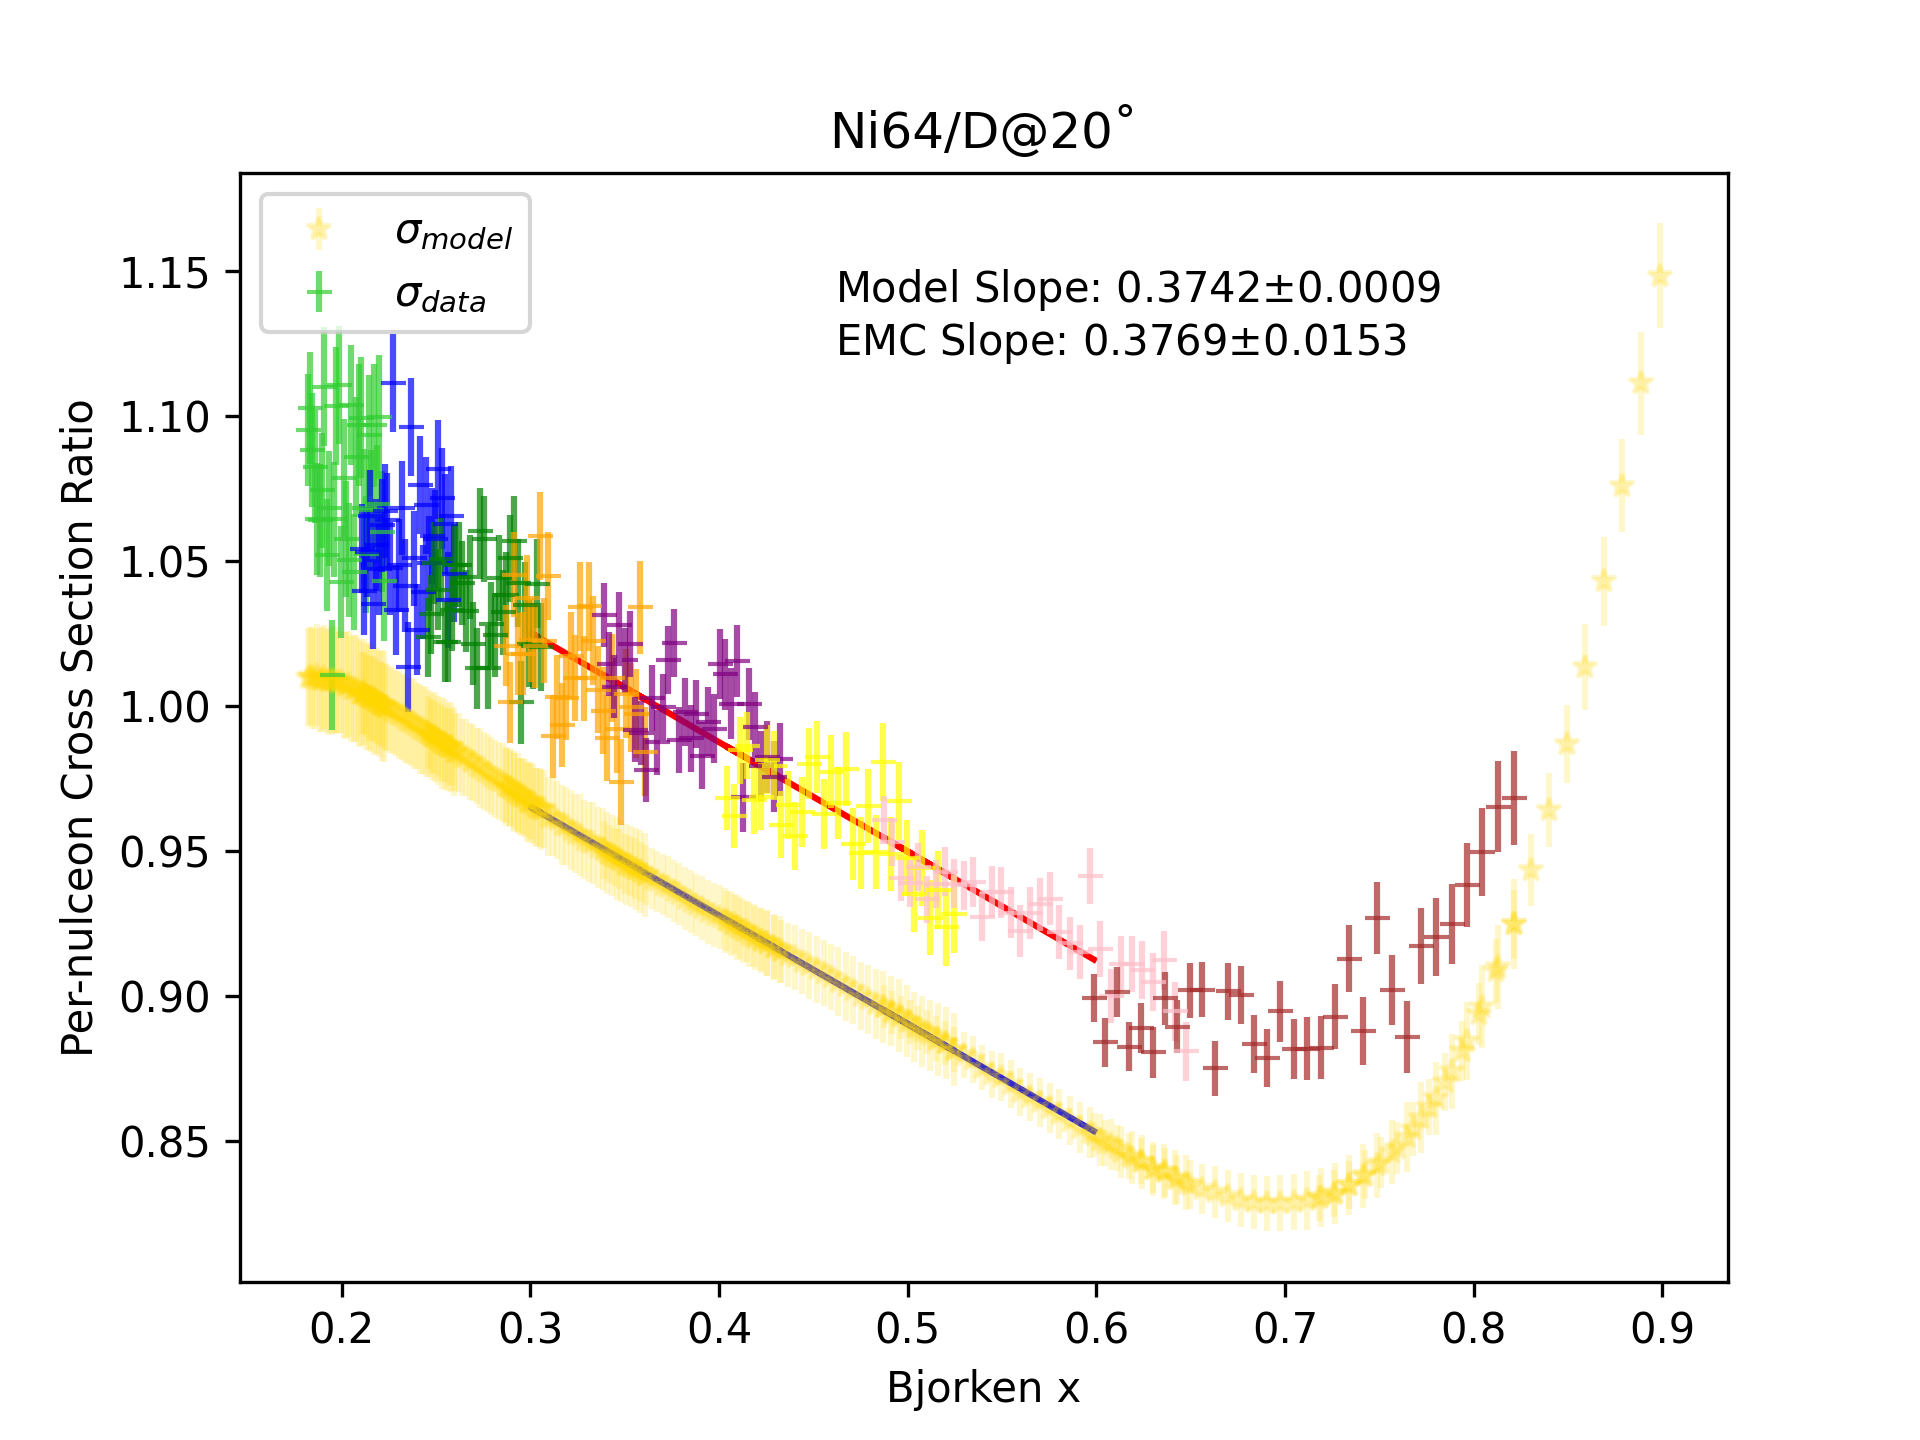 Ni64/D@20˚
σmodel
σdata
Model Slope: 0.3742±0.0009
EMC Slope: 0.3769±0.0153
Per-nulceon Cross Section Ratio
1.15
1.10
1.05
1.00
0.95
0.90
0.85
0.2 0.3 0.4 0.5 0.6 0.7 0.8 0.9
Bjorken x